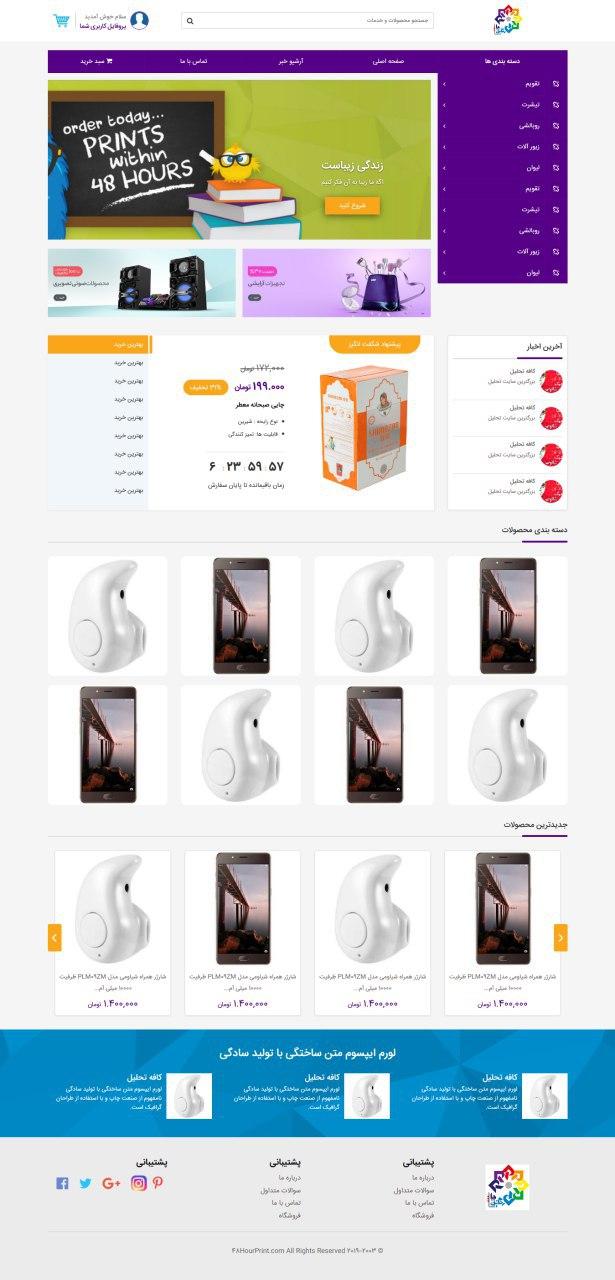 جستجو محصولات و خدمات
سلام خوش آمدید
پروفایل کاربری شما
دسته بندی ها
صفحه اصلی
آرشیو خبر
تماس با ما
سبد خرید
تقویم
تیشرت
روبالشی
زیور آلات
لیوان
تقویم
تیشرت
روبالشی
زیور آلات
لیوان
order today...
PRINTS
within
48 HOURS
زندگی زیباست
اگه ما زیبا به آن فکر کنیم
شروع کنید
تجهیزات آرایشی
محصولات صوتی تصویری
آخرین اخبار
کافه تحلیل
بزرگترین سایت تحلیل
کافه تحلیل
بزرگترین سایت تحلیل
کافه تحلیل
بزرگترین سایت تحلیل
کافه تحلیل
بزرگترین سایت تحلیل
پیشنهاد شگفت انگیز
۱۷۲,۰۰۰ تومان
۱۹۹.۰۰۰ تومان
۳۱% تخفیف
چایی صبحانه معطر
نوع رایحه : شیرین
قابلیت ها: تمیز کنندگی
۶ : ۲۳ : ۵۹ : ۵۷
زمان باقیمانده تا پایان سفارش
بهترین خرید
بهترین خرید
بهترین خرید
بهترین خرید
بهترین خرید
بهترین خرید
بهترین خرید
بهترین خرید
بهترین خرید
دسته بندی محصولات
جدیدترین محصولات
شارژر همراه شیاومی مدل PLM09ZM ظرفیت
۱۰۰۰۰ میلی آم...
۱.۴۰۰,۰۰۰ تومان
شارژر همراه شیاومی مدل PLM09ZM ظرفیت
۱۰۰۰۰ میلی آم...
۱.۴۰۰,۰۰۰ تومان
شارژر همراه شیاومی مدل PLM09ZM ظرفیت
۱۰۰۰۰ میلی آم...
۱.۴۰۰,۰۰۰ تومان
شارژر همراه شیاومی مدل PLM09ZM ظرفیت
۱۰۰۰۰ میلی آم...
۱.۴۰۰,۰۰۰ تومان
لورم ایپسوم متن ساختگی با تولید سادگی
کافه تحلیل
لورم ایپسوم متن ساختگی با تولید سادگی
نامفهوم از صنعت چاپ و با استفاده از طراحان
گرافیک است.
کافه تحلیل
لورم ایپسوم متن ساختگی با تولید سادگی
نامفهوم از صنعت چاپ و با استفاده از طراحان
گرافیک است.
کافه تحلیل
لورم ایپسوم متن ساختگی با تولید سادگی
نامفهوم از صنعت چاپ و با استفاده از طراحان
گرافیک است.
پشتیبانی
درباره ما
سوالات متداول
تماس با ما
فروشگاه
پشتیبانی
درباره ما
سوالات متداول
تماس با ما
فروشگاه
پشتیبانی
© ۲۰۰۳-۲۰۱۹ ۴۸HourPrint.com All Rights Reserved